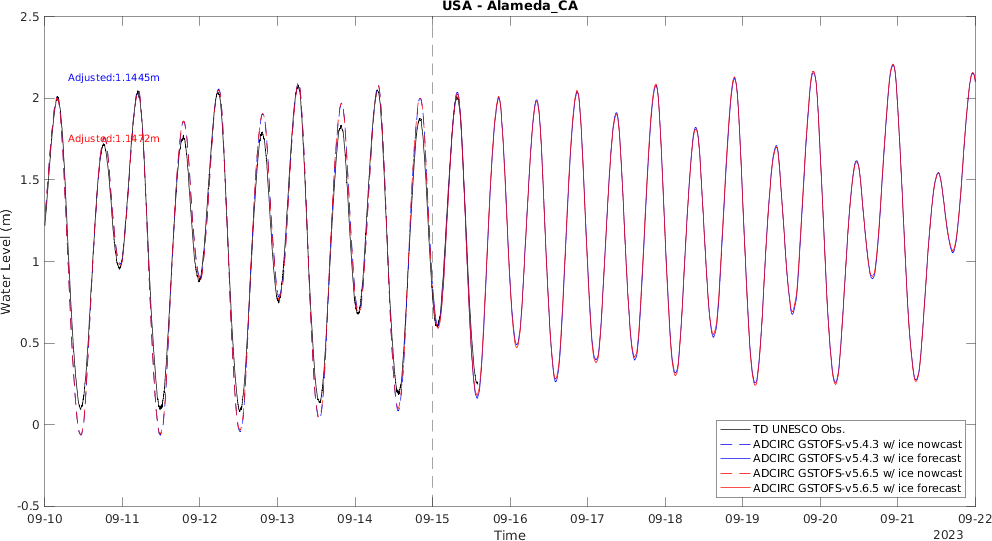 USA - Alameda_CA
2.5
2
1.5
1
0.5
0
-0.5
Water Level (m)
Adjusted:1.1445m
Adjusted:1.1472m
TD UNESCO Obs.
ADCIRC GSTOFS-v5.4.3 w/ ice nowcast
ADCIRC GSTOFS-v5.4.3 w/ ice forecast
ADCIRC GSTOFS-v5.6.5 w/ ice nowcast
ADCIRC GSTOFS-v5.6.5 w/ ice forecast
09-10 09-11 09-12 09-13 09-14 09-15 09-16 09-17 09-18 09-19 09-20 09-21 09-22
Time
2023